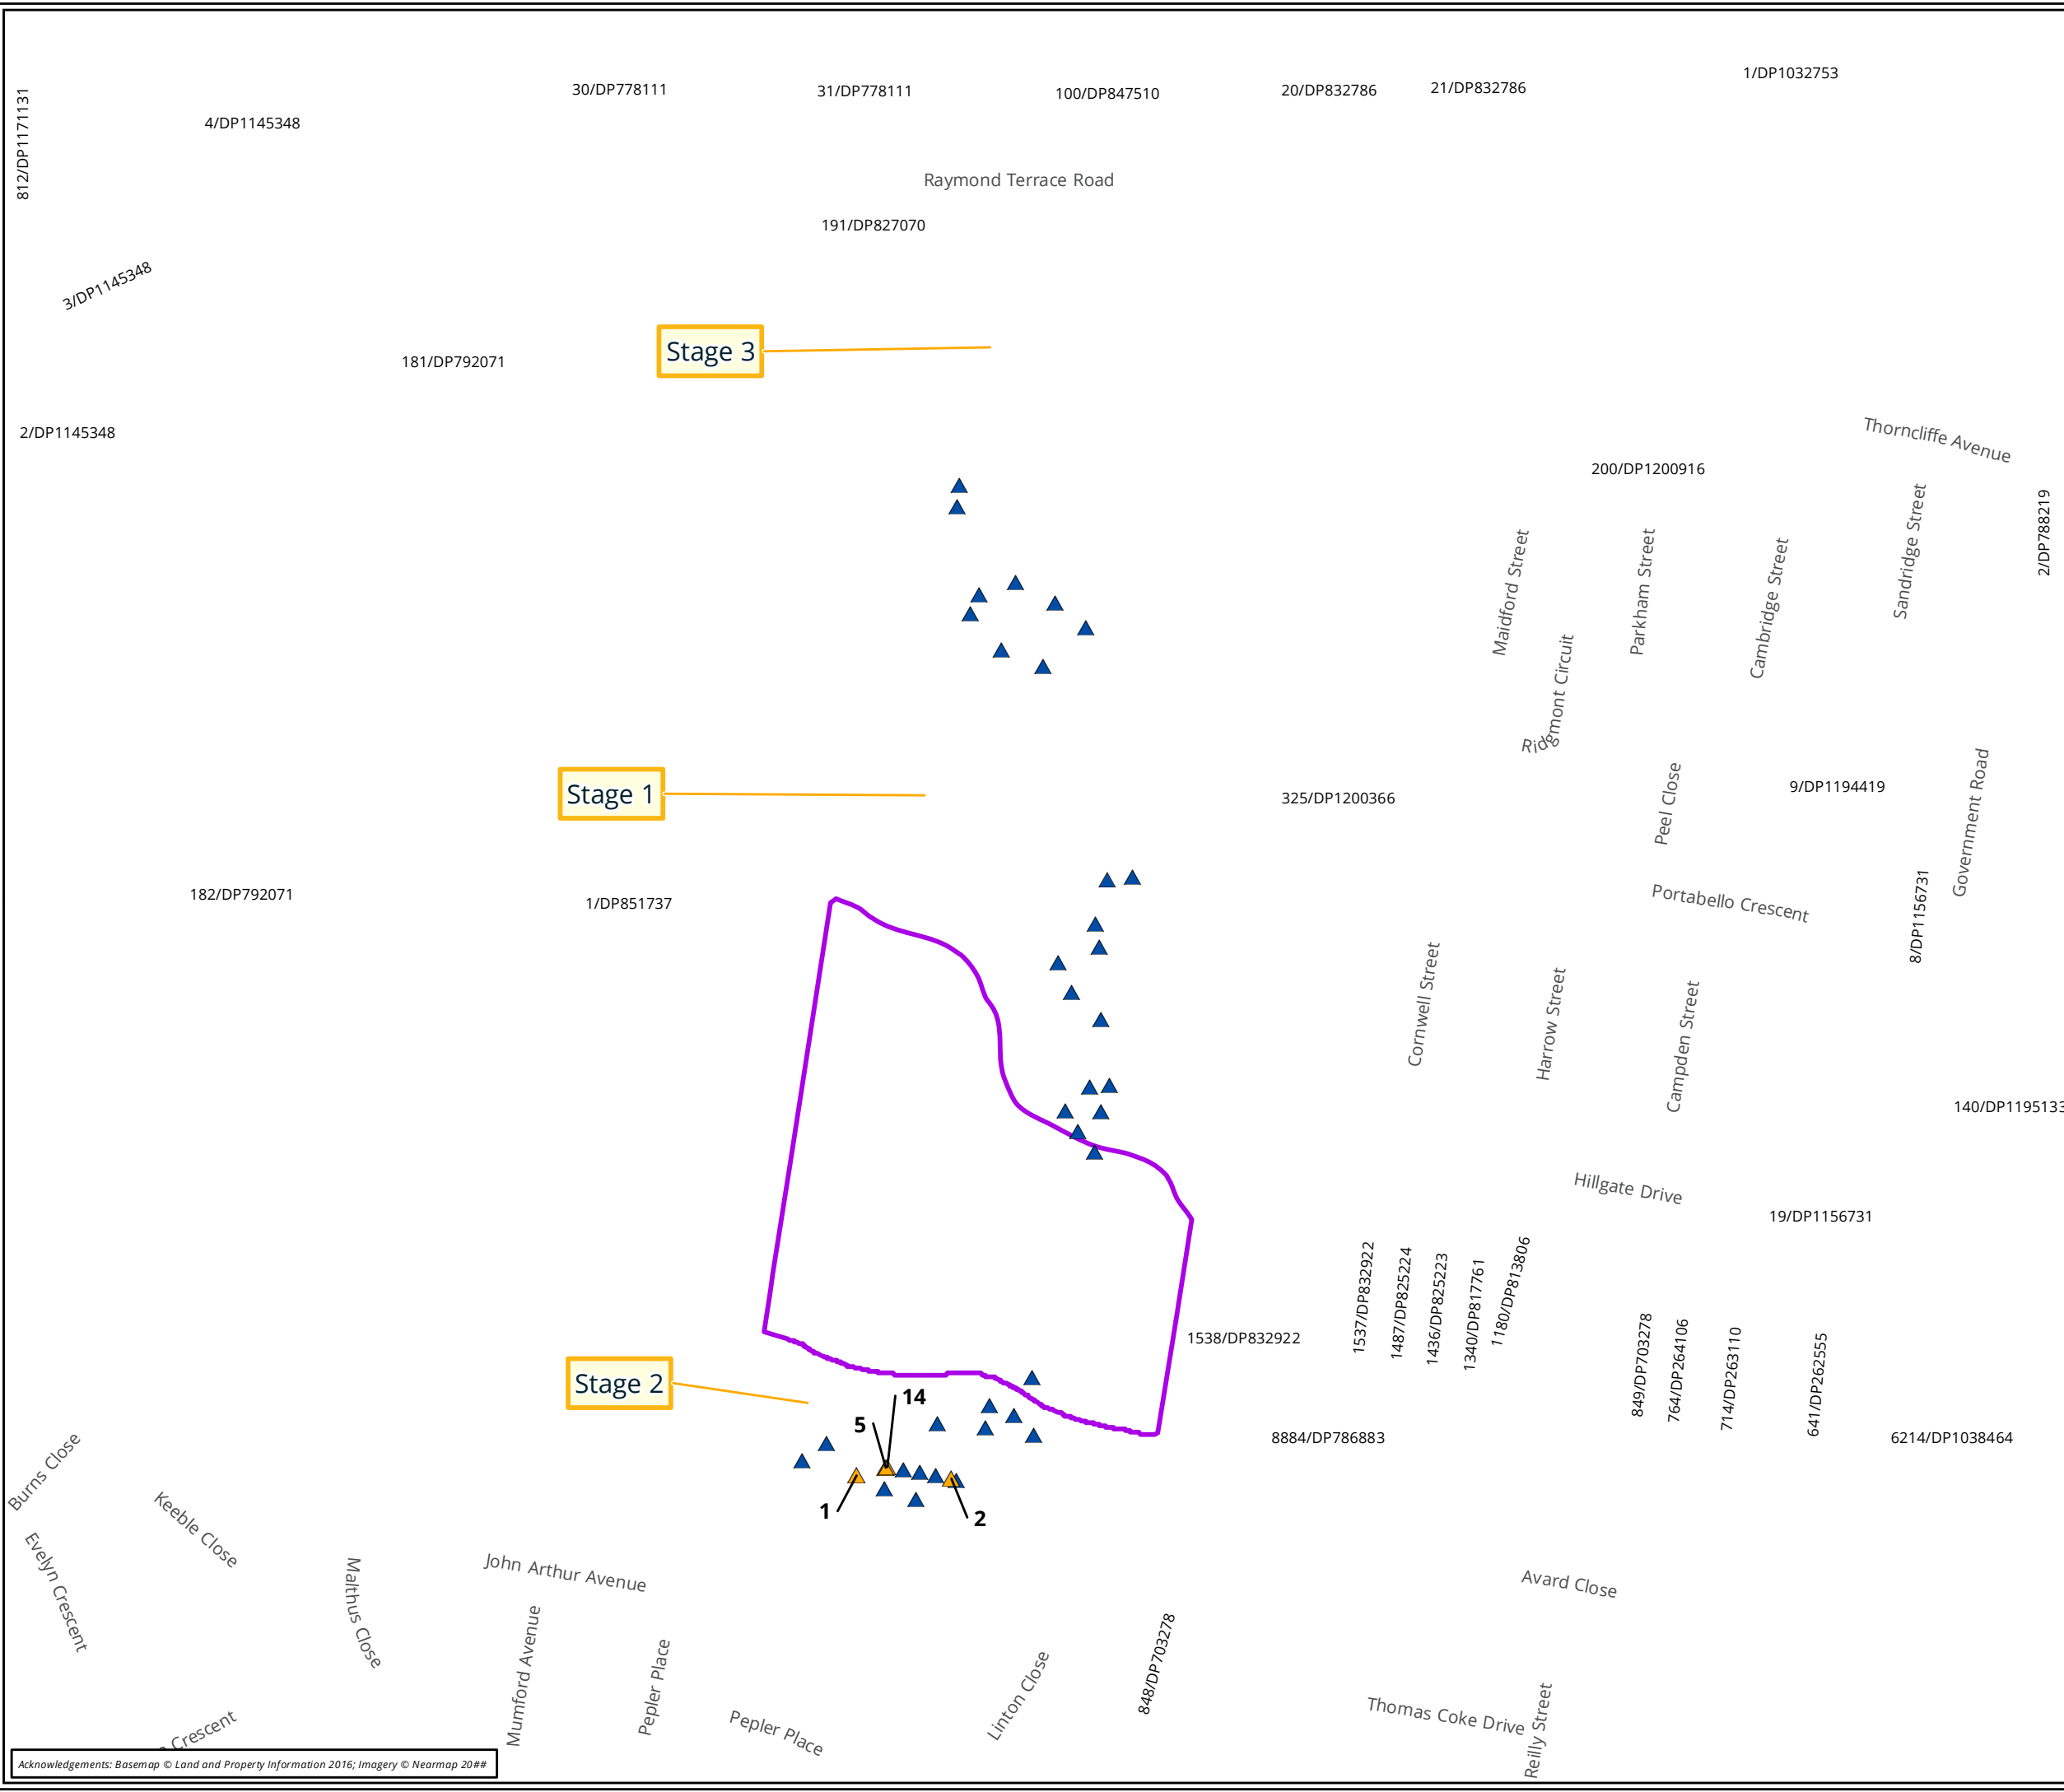 1/DP1032753
30/DP778111
31/DP778111
100/DP847510
20/DP832786
21/DP832786
812/DP1171131
4/DP1145348
Raymond Terrace Road
191/DP827070
3/DP1145348
Stage 3
181/DP792071
2/DP1145348
Thorncliffe Avenue
200/DP1200916
2/DP788219
Sandridge Street
Maidford Street
Parkham Street
Cambridge Street
Ridgmont Circuit
Stage 1
325/DP1200366
Peel Close
9/DP1194419
Government Road
182/DP792071
1/DP851737
Portabello Crescent
8/DP1156731
Cornwell Street
Harrow Street
Campden Street
140/DP1195133
Hillgate Drive
19/DP1156731
1538/DP832922
1537/DP832922
1487/DP825224
1436/DP825223
1340/DP817761
1180/DP813806
849/DP703278
764/DP264106
714/DP263110
641/DP262555
Stage 2
14
5
8884/DP786883
6214/DP1038464
1
2
Burns Close
Keeble Close
Evelyn Crescent
Malthus Close
John Arthur Avenue
Mumford Avenue
Pepler Place
Pepler Place
Linton Close
848/DP703278
Avard Close
Thomas Coke Drive
Reilly Street
Crescent
Acknowledgements: Basemap © Land and Property Information 2016; Imagery © Nearmap 20##